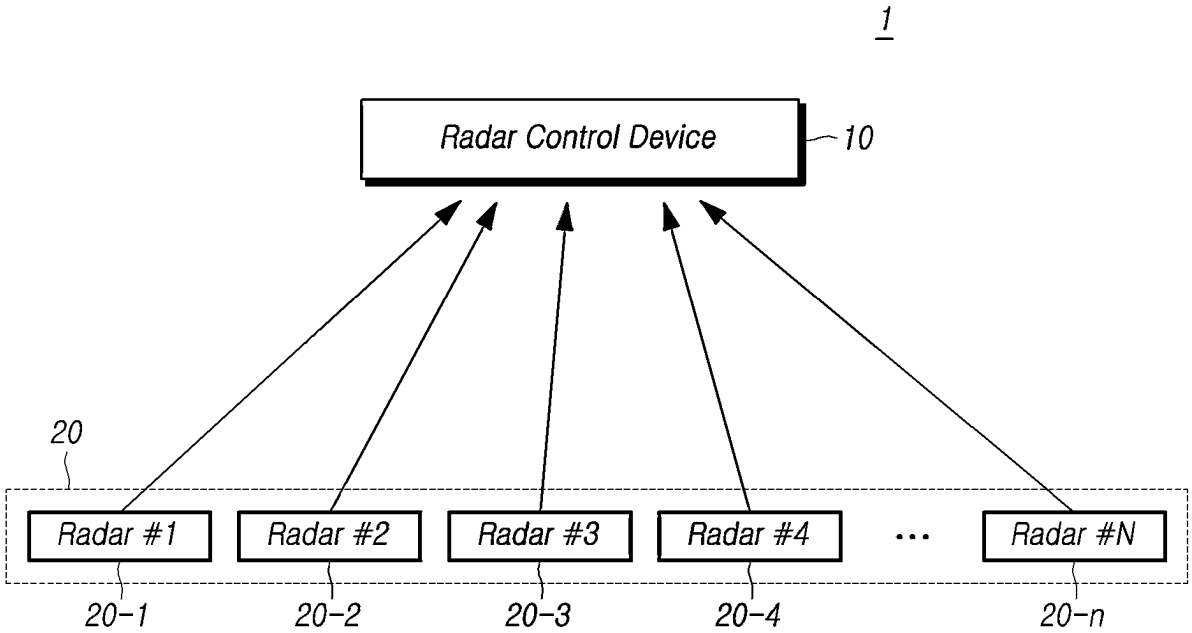 1
Radar Control Device
10
20
Radar #1
Radar #2
Radar #3
Radar #4
...
Radar #N
20-1
20-2
20-3
20-4
20-n